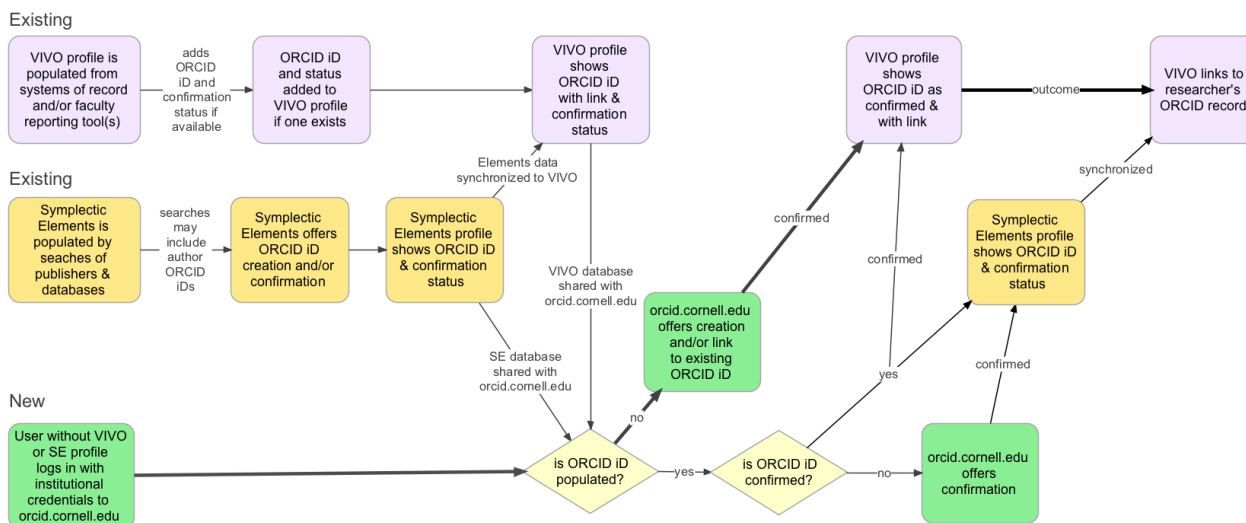 Existing
VIVO profile is
populated from
systems of record
and/or faculty
reporting tool(s)
adds
ORCID
iD and
confirmation
status if
available
ORCID iD
and status
added to
VIVO profile
if one exists
VIVO profile
shows
ORCID iD
with link &
confirmation
status
VIVO profile
shows
ORCID iD as
confirmed &
with link
outcome
VIVO links to
researcher's
ORCID record
Existing
Symplectic
Elements is
populated by
seaches of
publishers &
databases
searches
may
include
author
ORCID
iDs
Symplectic
Elements offers
ORCID iD
creation and/or
confirmation
Symplectic
Elements profile
shows ORCID iD
& confirmation
status
Elements data
synchronized to VIVO
VIVO database
shared with
orcid.cornell.edu
SE database
shared with
orcid.cornell.edu
confirmed
orcid.cornell.edu
offers creation
and/or link
to existing
ORCID iD
confirmed
Symplectic
Elements profile
shows ORCID iD
& confirmation
status
synchronized
yes
confirmed
New
User without VIVO
or SE profile
logs in with
institutional
credentials to
orcid.cornell.edu
is ORCID iD
populated?
no
yes
is ORCID iD
confirmed?
no
orcid.cornell.edu
offers
confirmation